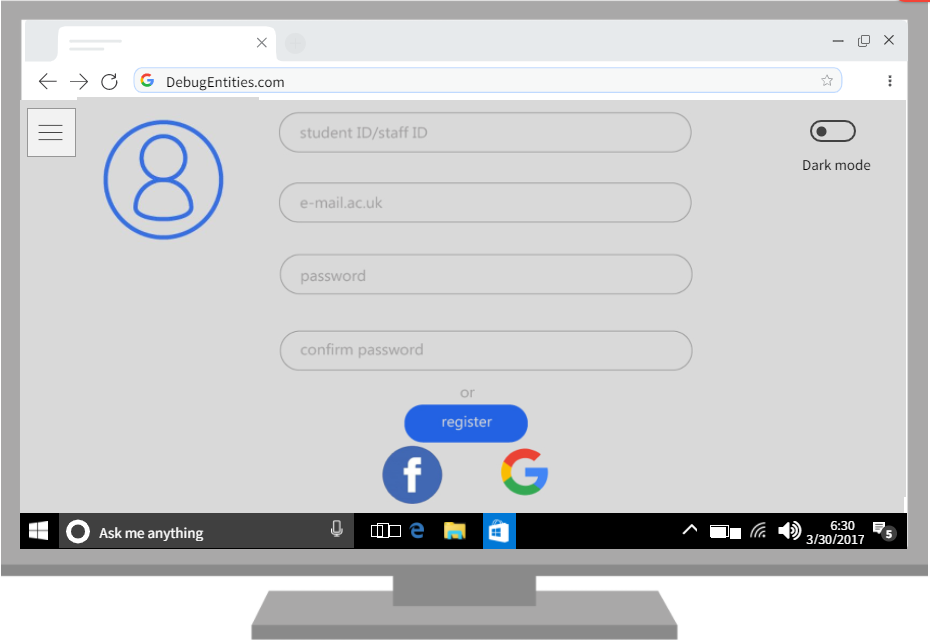 DebugEntities.com
student ID/staff ID
Dark mode
e-mail.ac.uk
password
confirm password
or
register
Ask me anything
6:30
3/30/2017
5